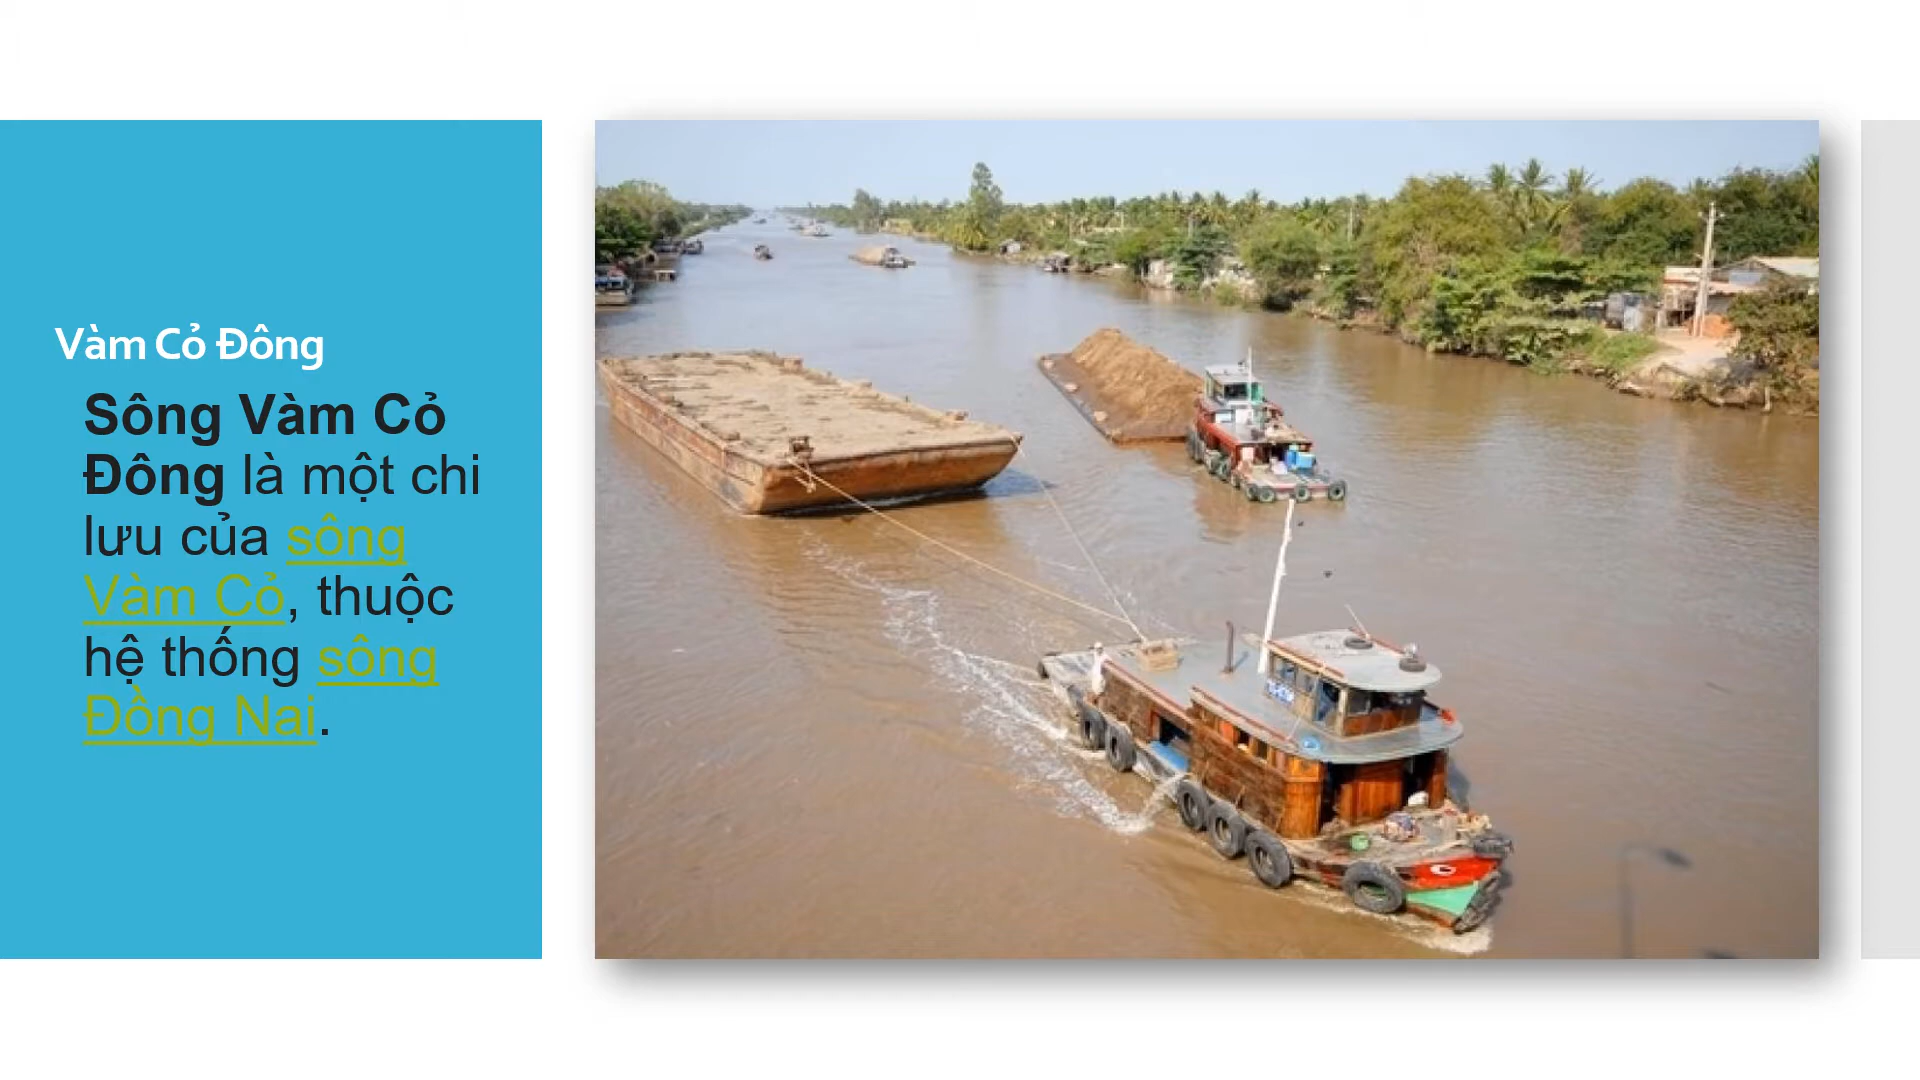 Vàm Cỏ Đông
Sông Vàm Cỏ
Đông là một chi
lưu của sông
Vàm Cỏ, thuộc
hệ thống sông
Đồng Nai.